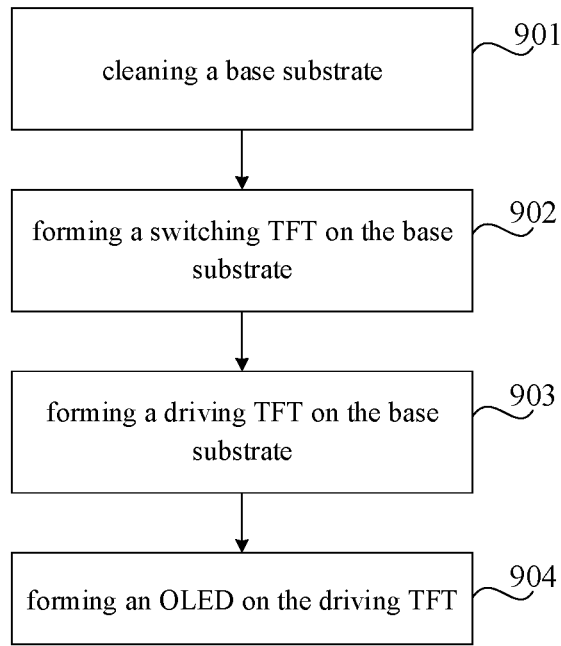 cleaning a base substrate
901
forming a switching TFT on the base
substrate
902
forming a driving TFT on the base
substrate
903
forming an OLED on the driving TFT
904